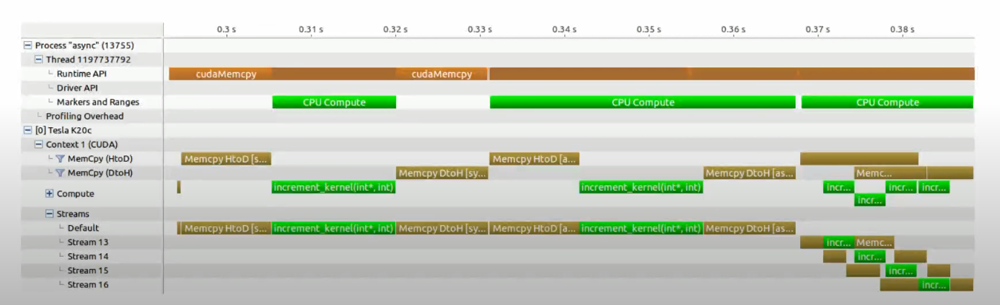 0.3 s 0.31 s 0.32 s 0.33 s 0.34 s 0.35 s 0.36 s 0.37 s 0.38 s
Process "async" (13755)
Thread 1197737792
Runtime API cudaMemcpy cudaMemcpy
Driver API
Markers and Ranges CPU Compute CPU Compute CPU Compute
Profiling Overhead
[0] Tesla K20c
Context 1 (CUDA)
MemCpy (HtoD) Memcpy HtoD [s... Memcpy HtoD [a...
MemCpy (DtoH) Memcpy DtoH [sy... Memcpy DtoH [as... Memc...
Compute increment_kernel(int*, int) increment_kernel(int*, int) incr... incr... incr...
incr...
Streams
Default Memcpy HtoD [s... increment_kernel(int*, int) Memcpy DtoH [sy... Memcpy HtoD [a... increment_kernel(int*, int) Memcpy DtoH [as...
Stream 13 incr... Memc...
Stream 14 incr...
Stream 15 incr...
Stream 16 incr...